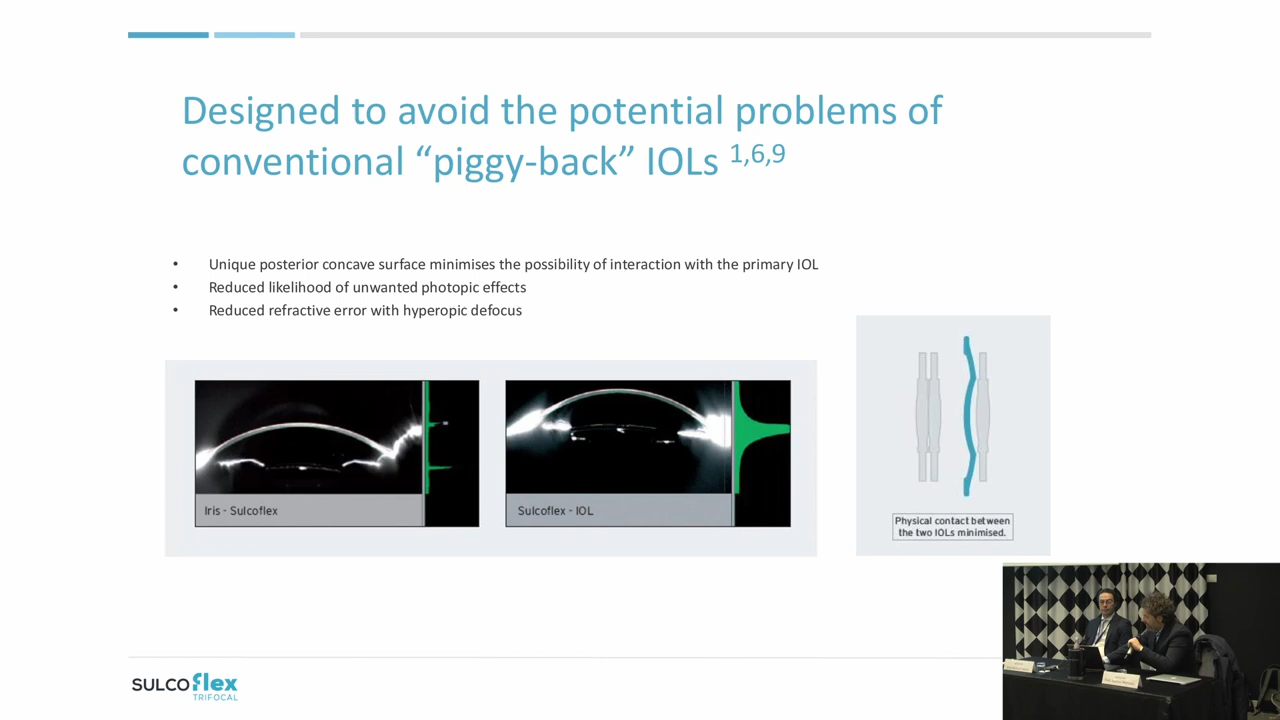 Designed to avoid the potential problems of
conventional “piggy-back” IOLs 1,6,9
• Unique posterior concave surface minimises the possibility of interaction with the primary IOL
• Reduced likelihood of unwanted photopic effects
• Reduced refractive error with hyperopic defocus
Iris - Sulcoflex
Sulcoflex - IOL
Physical contact between
the two IOLs minimised.
SULCOflex
TRIFOCAL